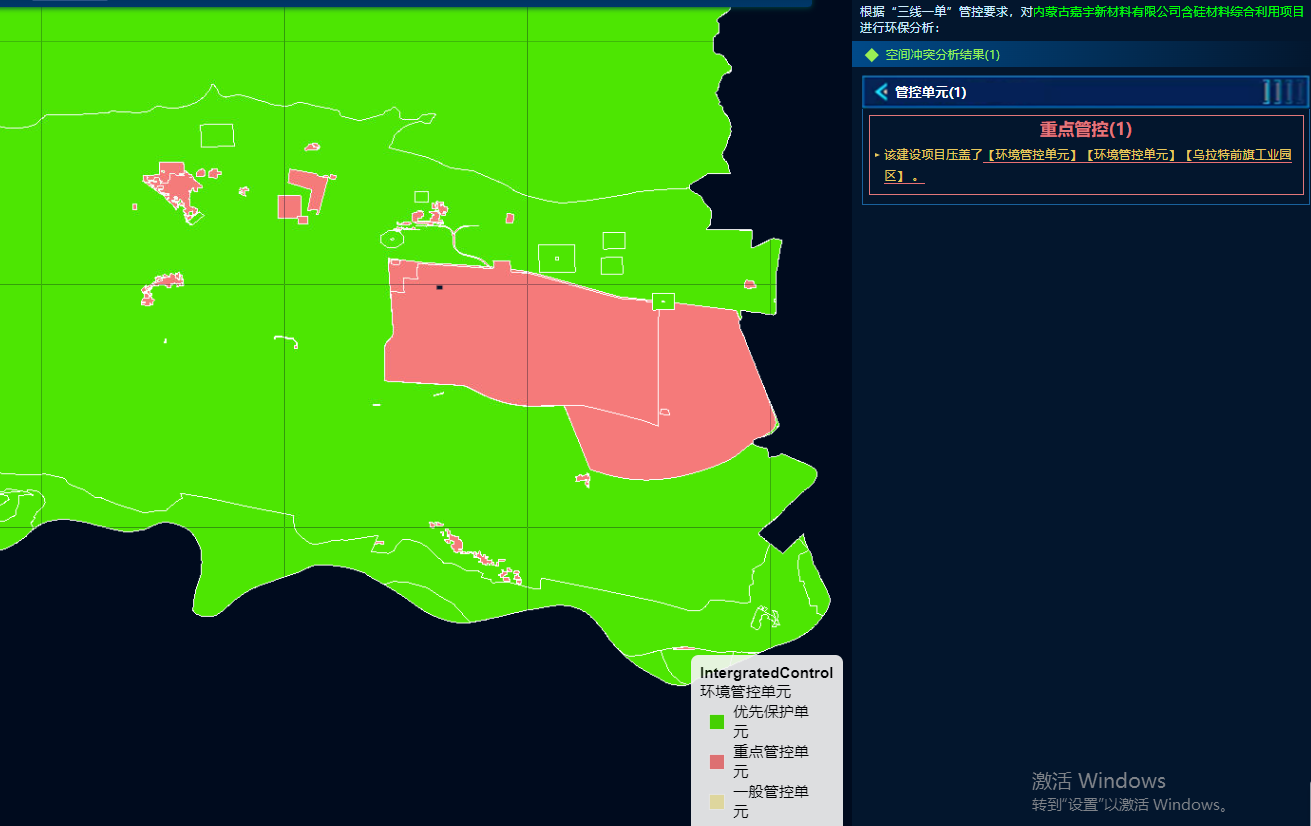 根据“三线一单”管控要求，对内蒙古嘉宇新材料有限公司含硅材料综合利用项目
进行环保分析：
空间冲突分析结果(1)
管控单元(1)
重点管控(1)
该建设项目压盖了【环境管控单元】【环境管控单元】【乌拉特前旗工业园
区】。
IntergratedControl
环境管控单元
优先保护单
元
重点管控单
元
一般管控单
元
激活 Windows
转到“设置”以激活 Windows。